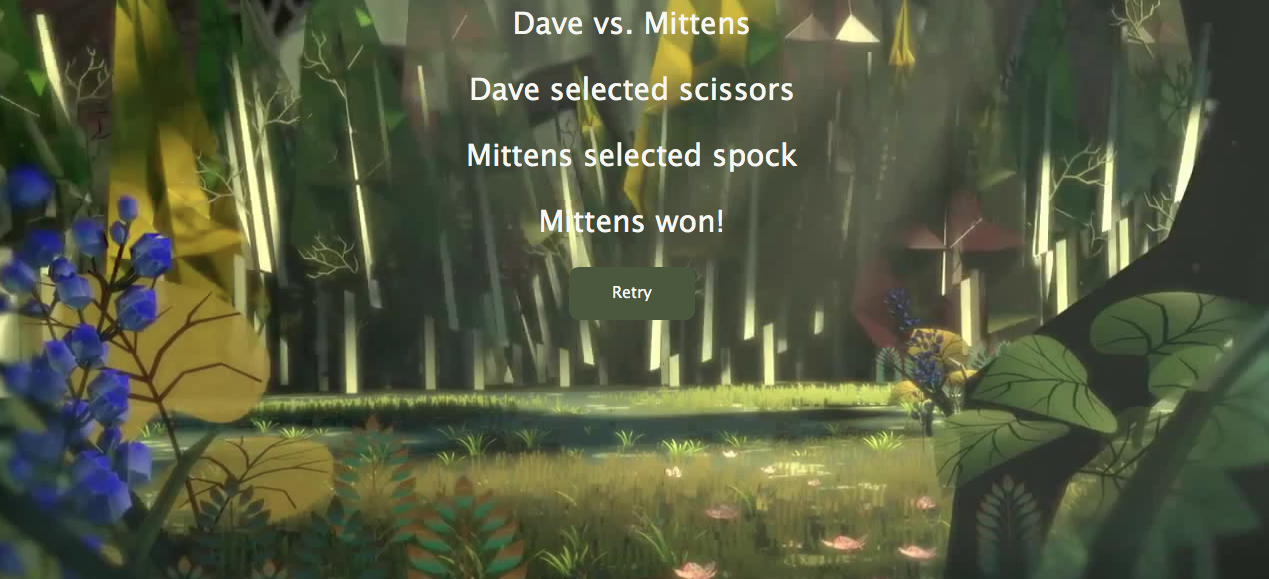 Dave vs. Mittens
Dave selected scissors
Mittens selected spock
Mittens won!
Retry